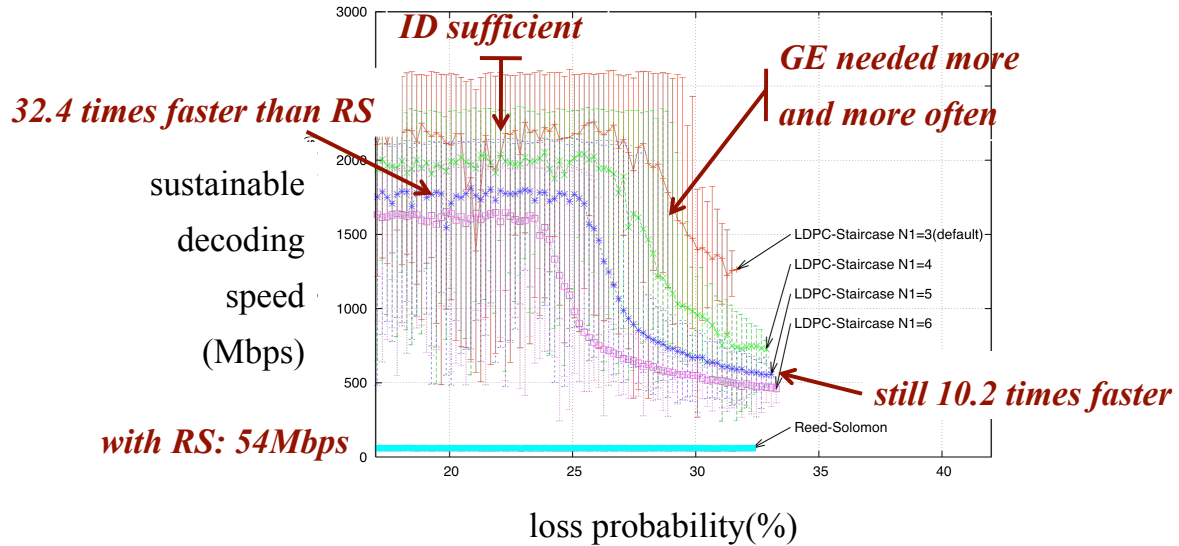 3000
ID sufficient
GE needed more
and more often
32.4 times faster than RS
2000
sustainable
decoding
speed
(Mbps)
1500
LDPC-Staircase N1=3(default)
LDPC-Staircase N1=4
1000
LDPC-Staircase N1=5
LDPC-Staircase N1=6
500
still 10.2 times faster
with RS: 54Mbps
Reed-Solomon
0
20
25
30
35
40
loss probability(%)